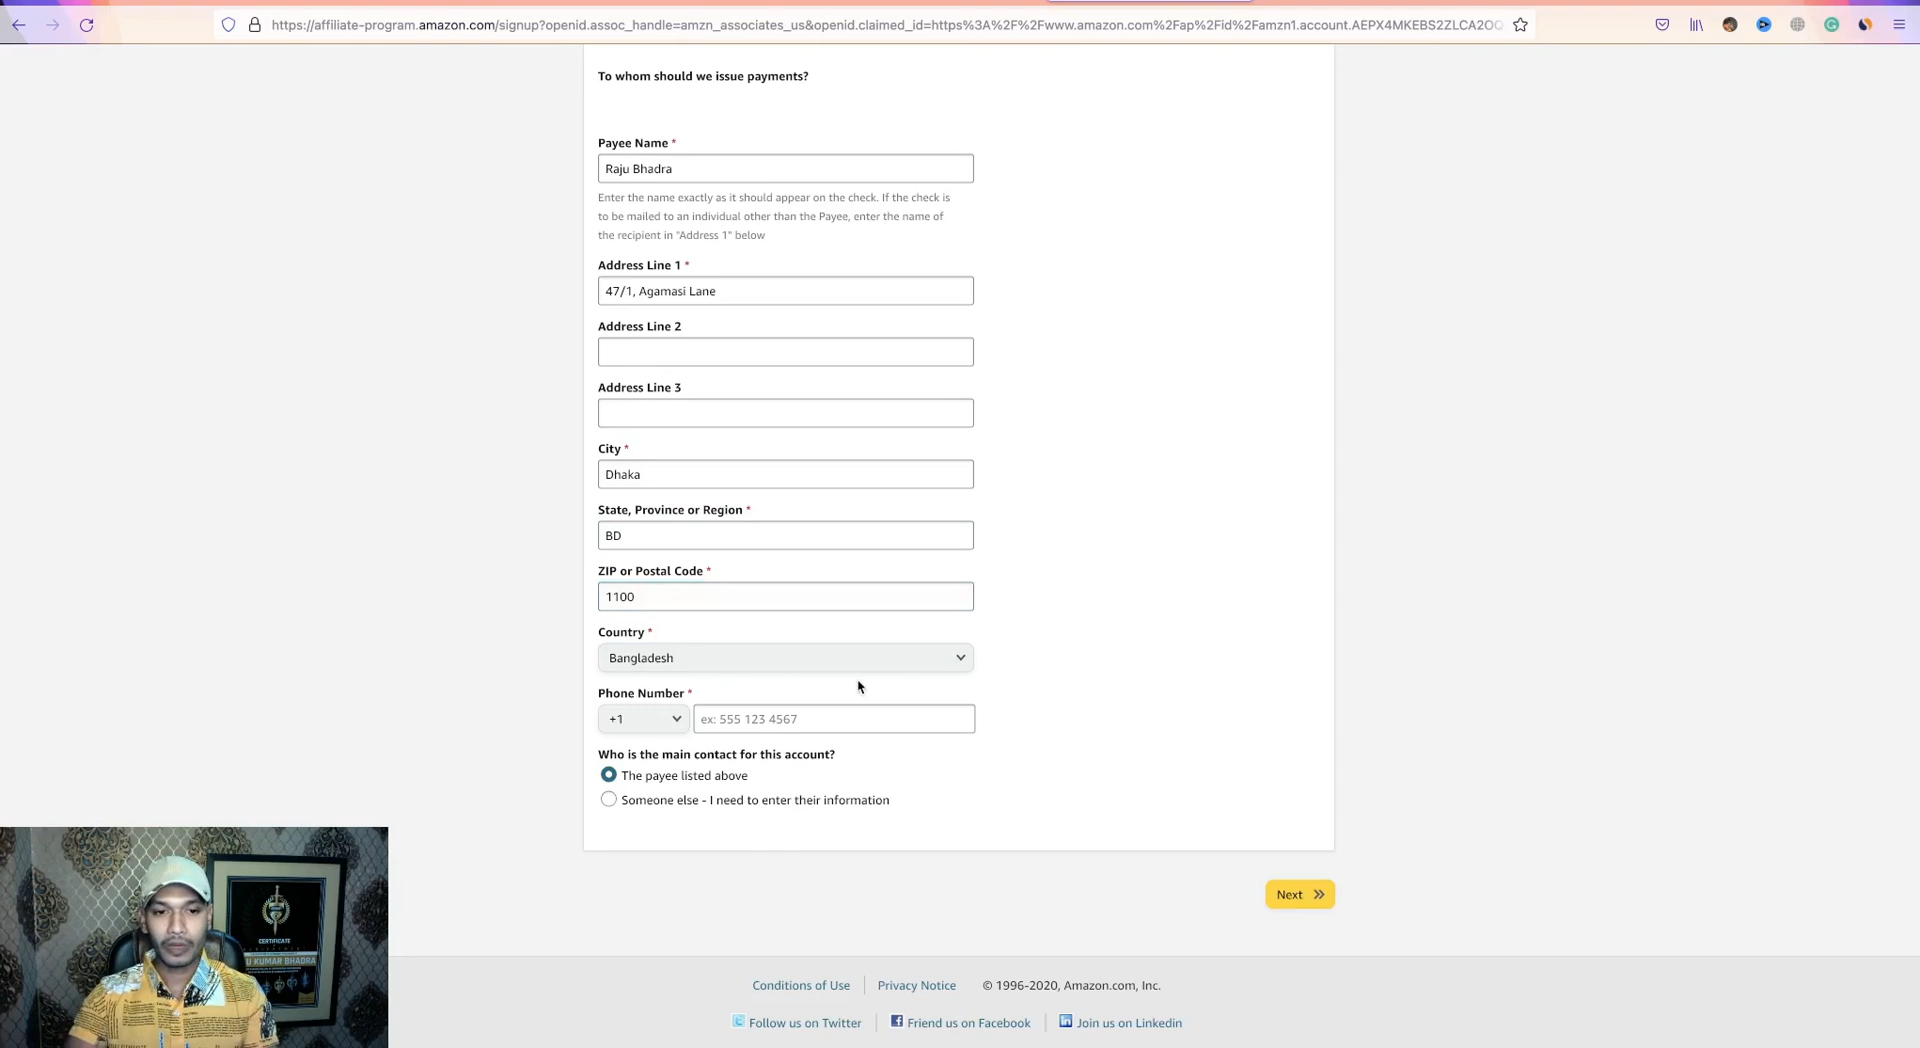 https://affiliate-program.amazon.com/signup?openid.assoc_handle=amzn_associates_us&openid.claimed_id=https%3A%2F%2Fwww.amazon.com%2Fap%2Fid%2Famzn1.account.AEPX4MKEBS2ZLCA2OQ
To whom should we issue payments?
Payee Name *
Raju Bhadra
Enter the name exactly as it should appear on the check. If the check is
to be mailed to an individual other than the Payee, enter the name of
the recipient in "Address 1" below
Address Line 1 *
47/1, Agamasi Lane
Address Line 2
Address Line 3
City *
Dhaka
State, Province or Region *
BD
ZIP or Postal Code *
1100
Country *
Bangladesh
Phone Number *
+1 ex: 555 123 4567
Who is the main contact for this account?
The payee listed above
Someone else - I need to enter their information
Next
CERTIFICATE
U KUMAR BHADRA
Conditions of Use Privacy Notice © 1996-2020, Amazon.com, Inc.
Follow us on Twitter Friend us on Facebook Join us on Linkedin